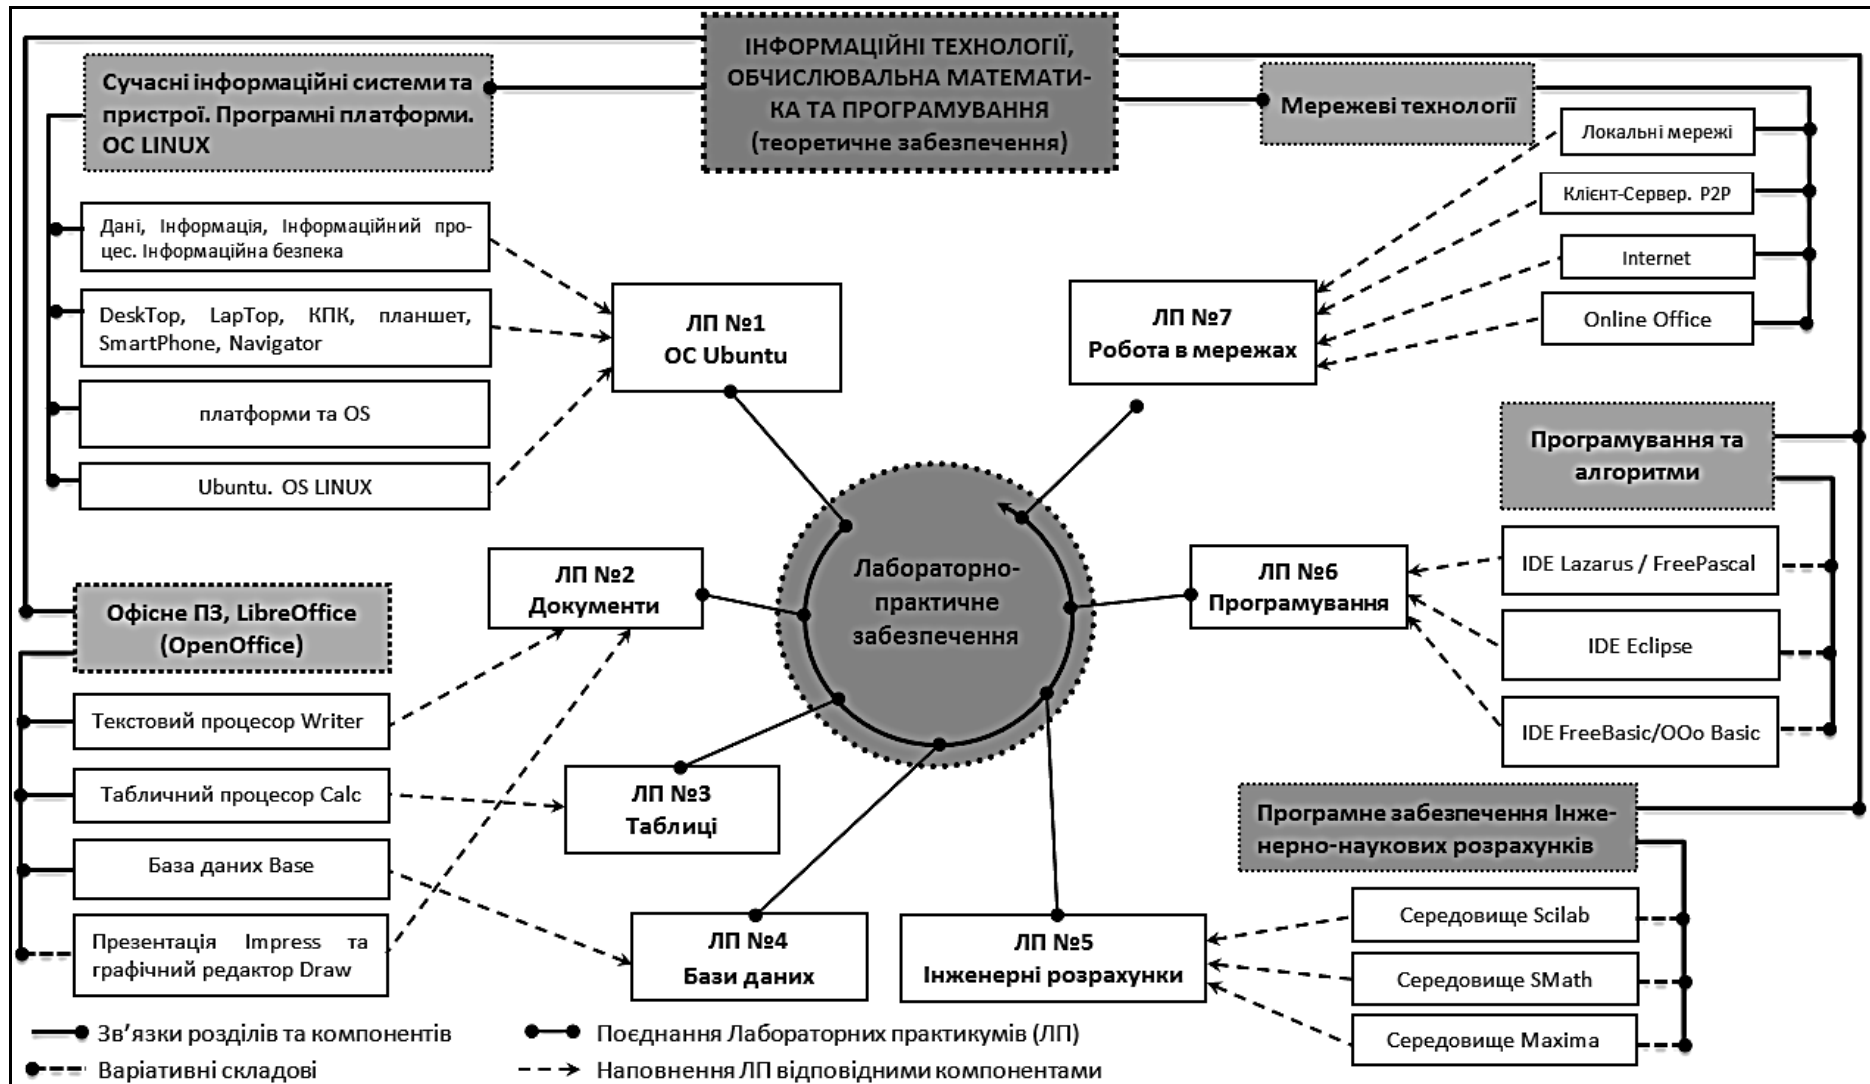 ІНФОРМАЦІЙНІ ТЕХНОЛОГІЇ,
ОБЧИСЛЮВАЛЬНА МАТЕМАТИ-
КА ТА ПРОГРАМУВАННЯ
(теоретичне забезпечення)
Сучасні інформаційні системи та
пристрої. Програмні платформи.
ОС LINUX
Дані, Інформація, Інформаційний про-
цес. Інформаційна безпека
DeskTop, LapTop, КПК, планшет,
SmartPhone, Navigator
платформи та OS
Ubuntu. OS LINUX
Мережеві технології
Локальні мережі
Клієнт-Сервер. P2P
Internet
Online Office
ЛП №1
ОС Ubuntu
ЛП №7
Робота в мережах
Програмування та
алгоритми
IDE Lazarus / FreePascal
IDE Eclipse
IDE FreeBasic/OOo Basic
ЛП №2
Документи
Лабораторно-
практичне
забезпечення
ЛП №6
Програмування
Офісне ПЗ, LibreOffice
(OpenOffice)
Текстовий процесор Writer
Табличний процесор Calc
База даних Base
Презентація Impress та
графічний редактор Draw
ЛП №3
Таблиці
ЛП №4
Бази даних
ЛП №5
Інженерні розрахунки
Програмне забезпечення Інже-
нерно-наукових розрахунків
Середовище Scilab
Середовище SMath
Середовище Maxima
Зв’язки розділів та компонентів
Поєднання Лабораторних практикумів (ЛП)
Варіативні складові
Наповнення ЛП відповідними компонентами